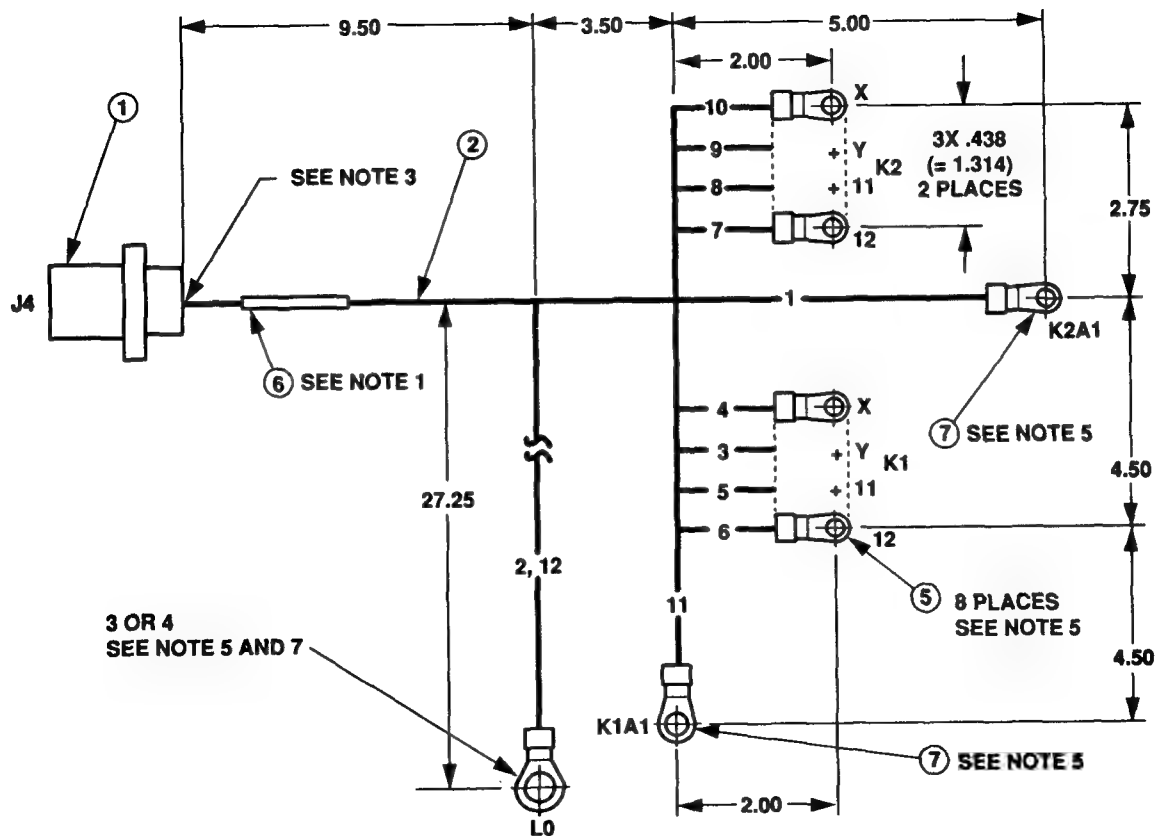 9.50
3.50
5.00
2.00
1
2
10
X
SEE NOTE 3
9
Y
K2
3X .438
(= 1.314)
2 PLACES
8
11
2.75
7
12
J4
1
K2A1
6 SEE NOTE 1
4
X
7 SEE NOTE 5
3
Y
K1
4.50
27.25
5
11
6
12
2, 12
5
8 PLACES
SEE NOTE 5
11
3 OR 4
SEE NOTE 5 AND 7
4.50
K1A1
7 SEE NOTE 5
2.00
L0